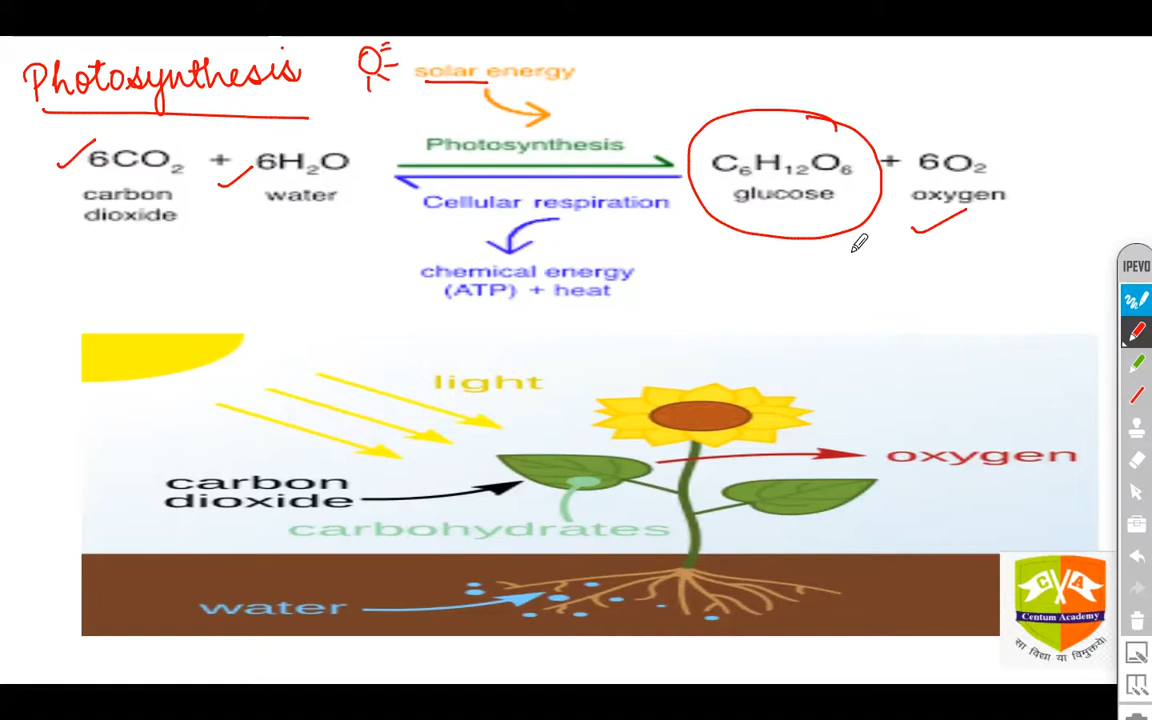 Photosynthesis
solar energy
Photosynthesis
6CO₂ + 6H₂O
C₆H₁₂O₆ + 6O₂
carbon
dioxide
water
glucose
oxygen
Cellular respiration
chemical energy
(ATP) + heat
light
oxygen
carbon
dioxide
carbohydrates
water
C A
Centum Academy
सा विद्या या विमुक्तये
IPEVO